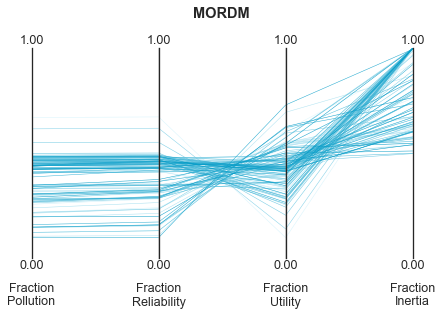 MORDM
1.00 1.00 1.00 1.00
0.00 0.00 0.00 0.00
Fraction Fraction Fraction Fraction
Pollution Reliability Utility Inertia